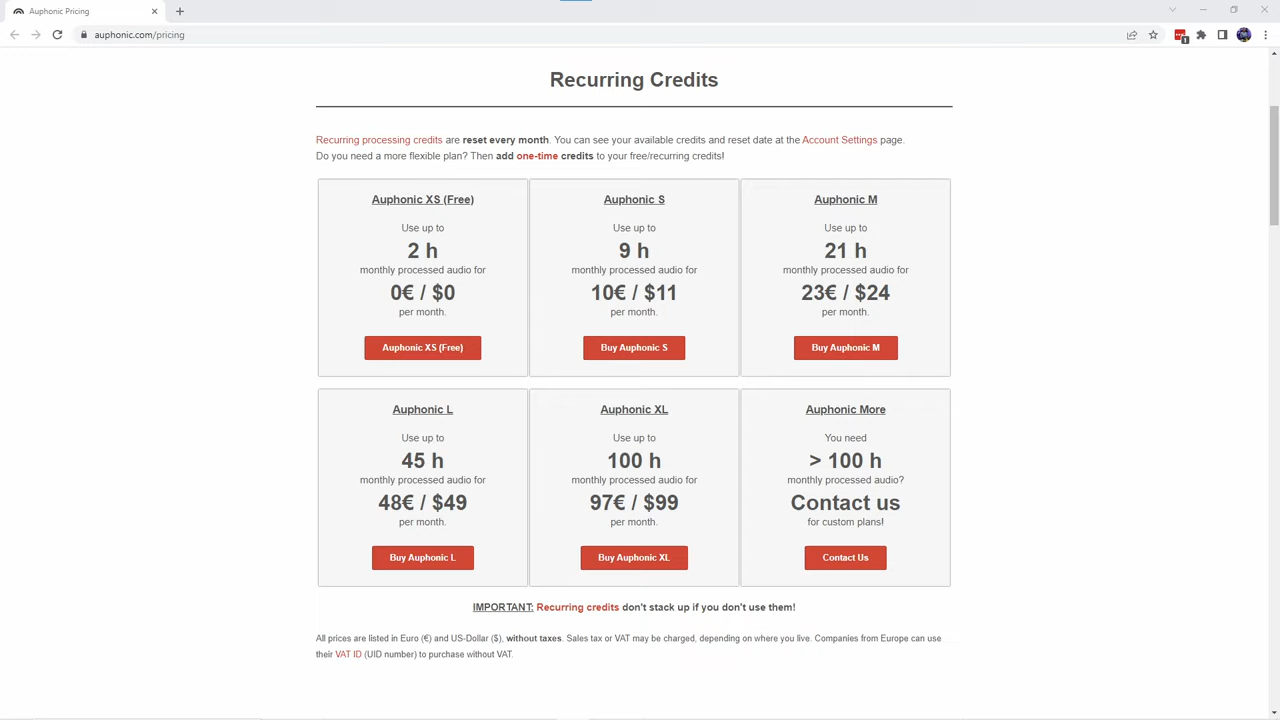 Auphonic Pricing
auphonic.com/pricing
1
Recurring Credits
Recurring processing credits are reset every month. You can see your available credits and reset date at the Account Settings page.
Do you need a more flexible plan? Then add one-time credits to your free/recurring credits!
Auphonic XS (Free)
Use up to
2 h
monthly processed audio for
0€ / $0
per month.
Auphonic XS (Free)
Auphonic S
Use up to
9 h
monthly processed audio for
10€ / $11
per month.
Buy Auphonic S
Auphonic M
Use up to
21 h
monthly processed audio for
23€ / $24
per month.
Buy Auphonic M
Auphonic L
Use up to
45 h
monthly processed audio for
48€ / $49
per month.
Buy Auphonic L
Auphonic XL
Use up to
100 h
monthly processed audio for
97€ / $99
per month.
Buy Auphonic XL
Auphonic More
You need
> 100 h
monthly processed audio?
Contact us
for custom plans!
Contact Us
IMPORTANT: Recurring credits don't stack up if you don't use them!
All prices are listed in Euro (€) and US-Dollar ($), without taxes. Sales tax or VAT may be charged, depending on where you live. Companies from Europe can use
their VAT ID (UID number) to purchase without VAT.